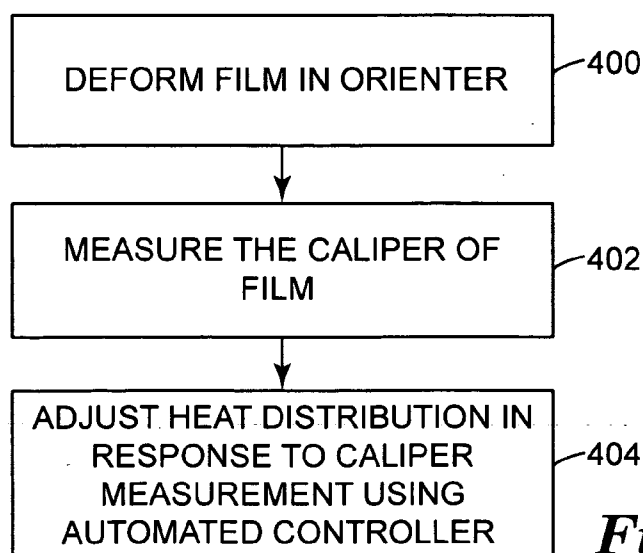 DEFORM FILM IN ORIENTER
400
MEASURE THE CALIPER OF
FILM
402
ADJUST HEAT DISTRIBUTION IN
RESPONSE TO CALIPER
MEASUREMENT USING
AUTOMATED CONTROLLER
404